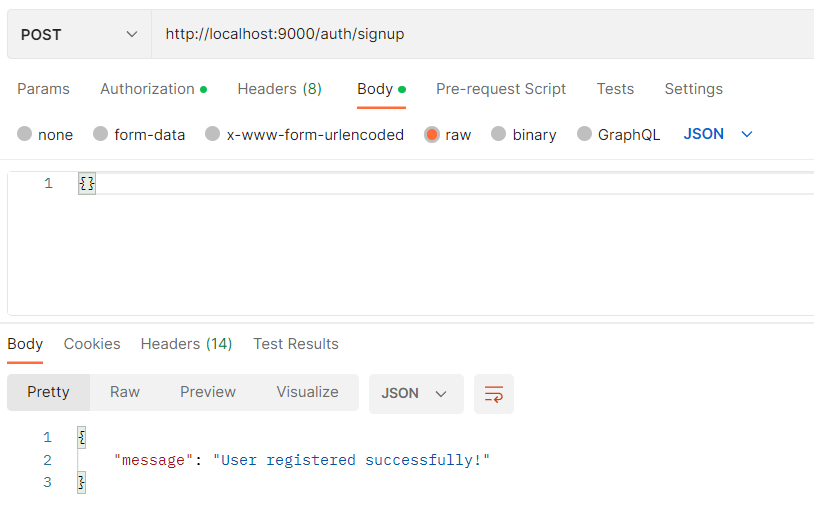 POST http://localhost:9000/auth/signup
Params Authorization Headers (8) Body Pre-request Script Tests Settings
none form-data x-www-form-urlencoded raw binary GraphQL JSON
1 {}
Body Cookies Headers (14) Test Results
Pretty Raw Preview Visualize JSON
1 {
2 "message": "User registered successfully!"
3 }